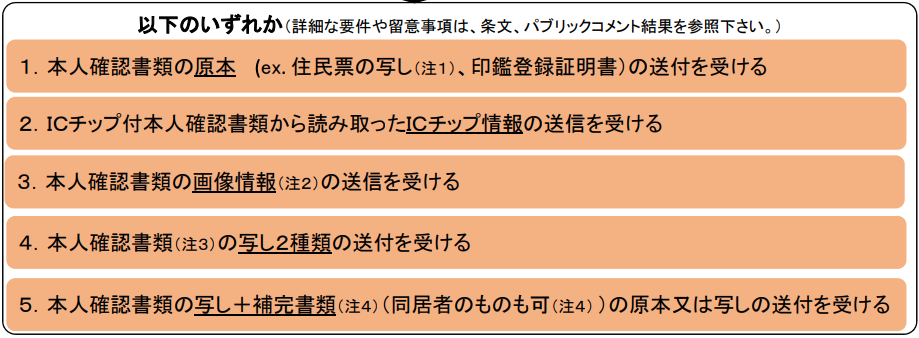 以下のいずれか（詳細な要件や留意事項は、条文、パブリックコメント結果を参照下さい。）
１．本人確認書類の原本　（ex．住民票の写し（注１）、印鑑登録証明書）の送付を受ける
２．ICチップ付本人確認書類から読み取ったICチップ情報の送信を受ける
３．本人確認書類の画像情報（注２）の送信を受ける
４．本人確認書類（注３）の写し２種類の送付を受ける
５．本人確認書類の写し＋補完書類（注４）（同居者のものも可（注４））の原本又は写しの送付を受ける